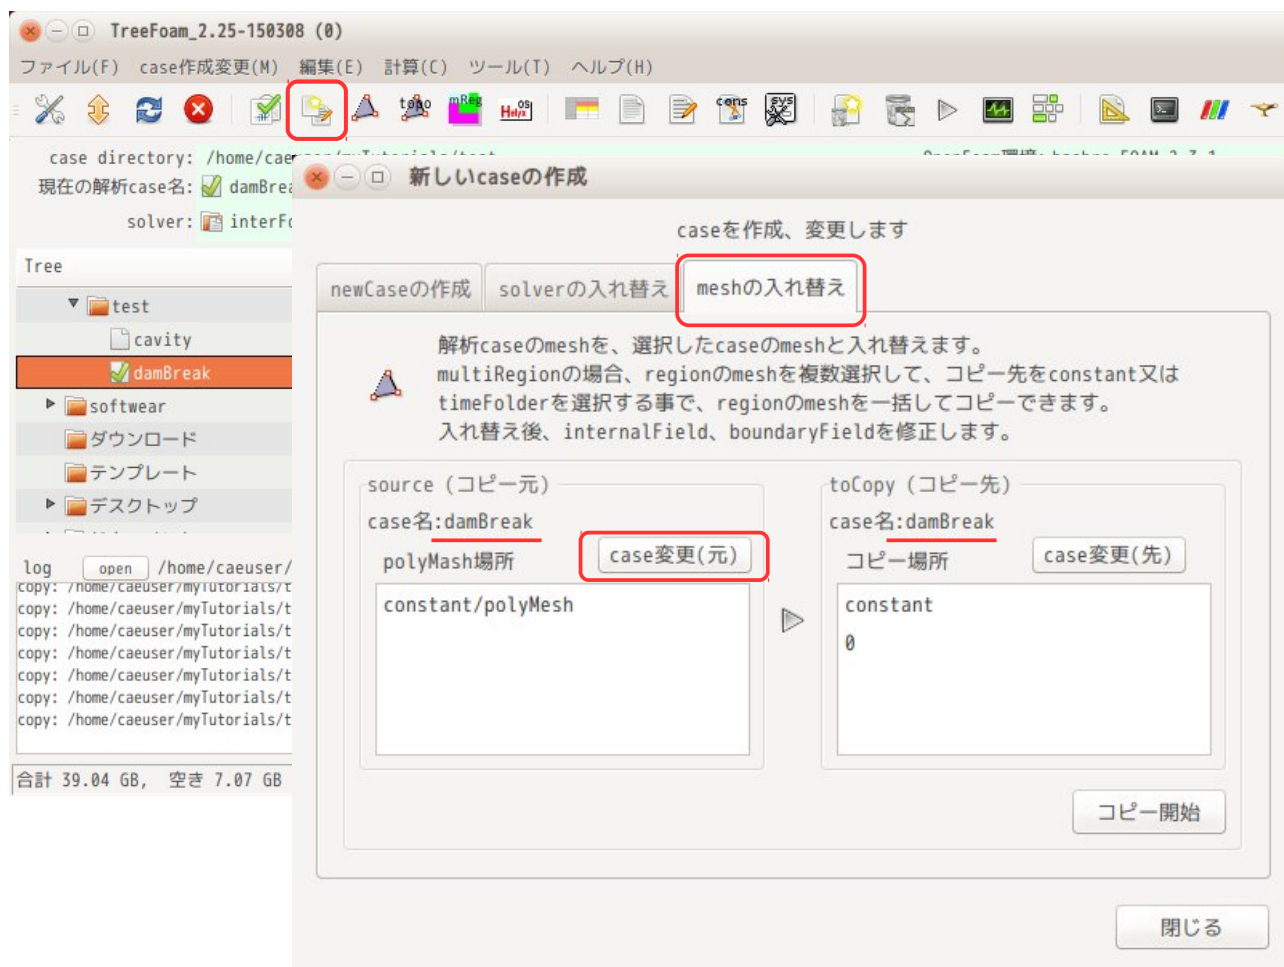 TreeFoam_2.25-150308 (0)
ファイル(F) case作成変更(M) 編集(E) 計算(C) ツール(T) ヘルプ(H)
topo mReg Helyx OS cons sys
case directory: /home/caeuser/myTutorials/test
現在の解析case名: damBrea
solver: interFo
Tree
test
cavity
damBreak
softwear
ダウンロード
テンプレート
デスクトップ
log open /home/caeuser/
copy: /home/caeuser/myTutorials/t
copy: /home/caeuser/myTutorials/t
copy: /home/caeuser/myTutorials/t
copy: /home/caeuser/myTutorials/t
copy: /home/caeuser/myTutorials/t
copy: /home/caeuser/myTutorials/t
copy: /home/caeuser/myTutorials/t
合計 39.04 GB, 空き 7.07 GB
新しいcaseの作成
caseを作成、変更します
newCaseの作成 solverの入れ替え meshの入れ替え
解析caseのmeshを、選択したcaseのmeshと入れ替えます。
multiRegionの場合、regionのmeshを複数選択して、コピー先をconstant又は
timeFolderを選択する事で、regionのmeshを一括してコピーできます。
入れ替え後、internalField、boundaryFieldを修正します。
source (コピー元)
case名:damBreak
polyMash場所 case変更(元)
constant/polyMesh
toCopy (コピー先)
case名:damBreak
コピー場所 case変更(先)
constant
0
コピー開始
閉じる